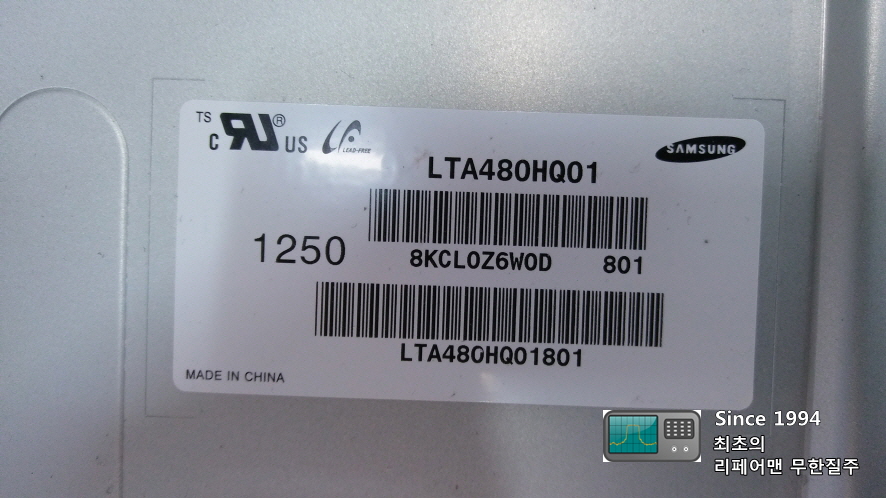 TS
c RU® US
LEAD-FREE
SAMSUNG
LTA480HQ01
1250
8KCL0Z6W0D 801
LTA480HQ01801
MADE IN CHINA
Since 1994
최초의
리페어맨 무한질주